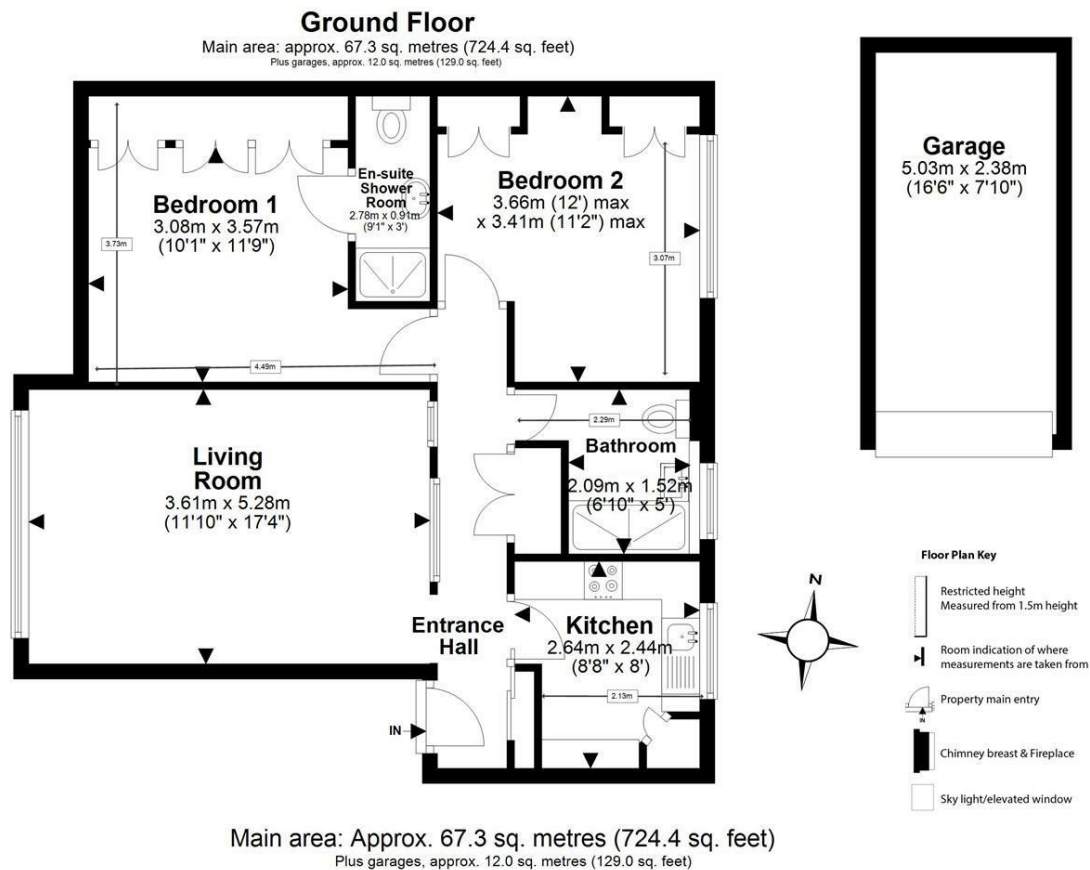 Ground Floor
Main area: approx. 67.3 sq. metres (724.4 sq. feet)
Plus garages, approx. 12.0 sq. metres (129.0 sq. feet)
Bedroom 1
3.08m x 3.57m
(10'1" x 11'9")
3.73m
4.49m
En-suite
Shower
Room
2.78m x 0.91m
(9'1" x 3')
Bedroom 2
3.66m (12') max
x 3.41m (11'2") max
3.07m
Garage
5.03m x 2.38m
(16'6" x 7'10")
Living
Room
3.61m x 5.28m
(11'10" x 17'4")
2.29m
Bathroom
2.09m x 1.52m
(6'10" x 5')
Entrance
Hall
IN
Kitchen
2.64m x 2.44m
(8'8" x 8')
2.13m
N
Floor Plan Key
Restricted height
Measured from 1.5m height
Room indication of where
measurements are taken from
Property main entry
IN
Chimney breast & Fireplace
Sky light/elevated window
Main area: Approx. 67.3 sq. metres (724.4 sq. feet)
Plus garages, approx. 12.0 sq. metres (129.0 sq. feet)